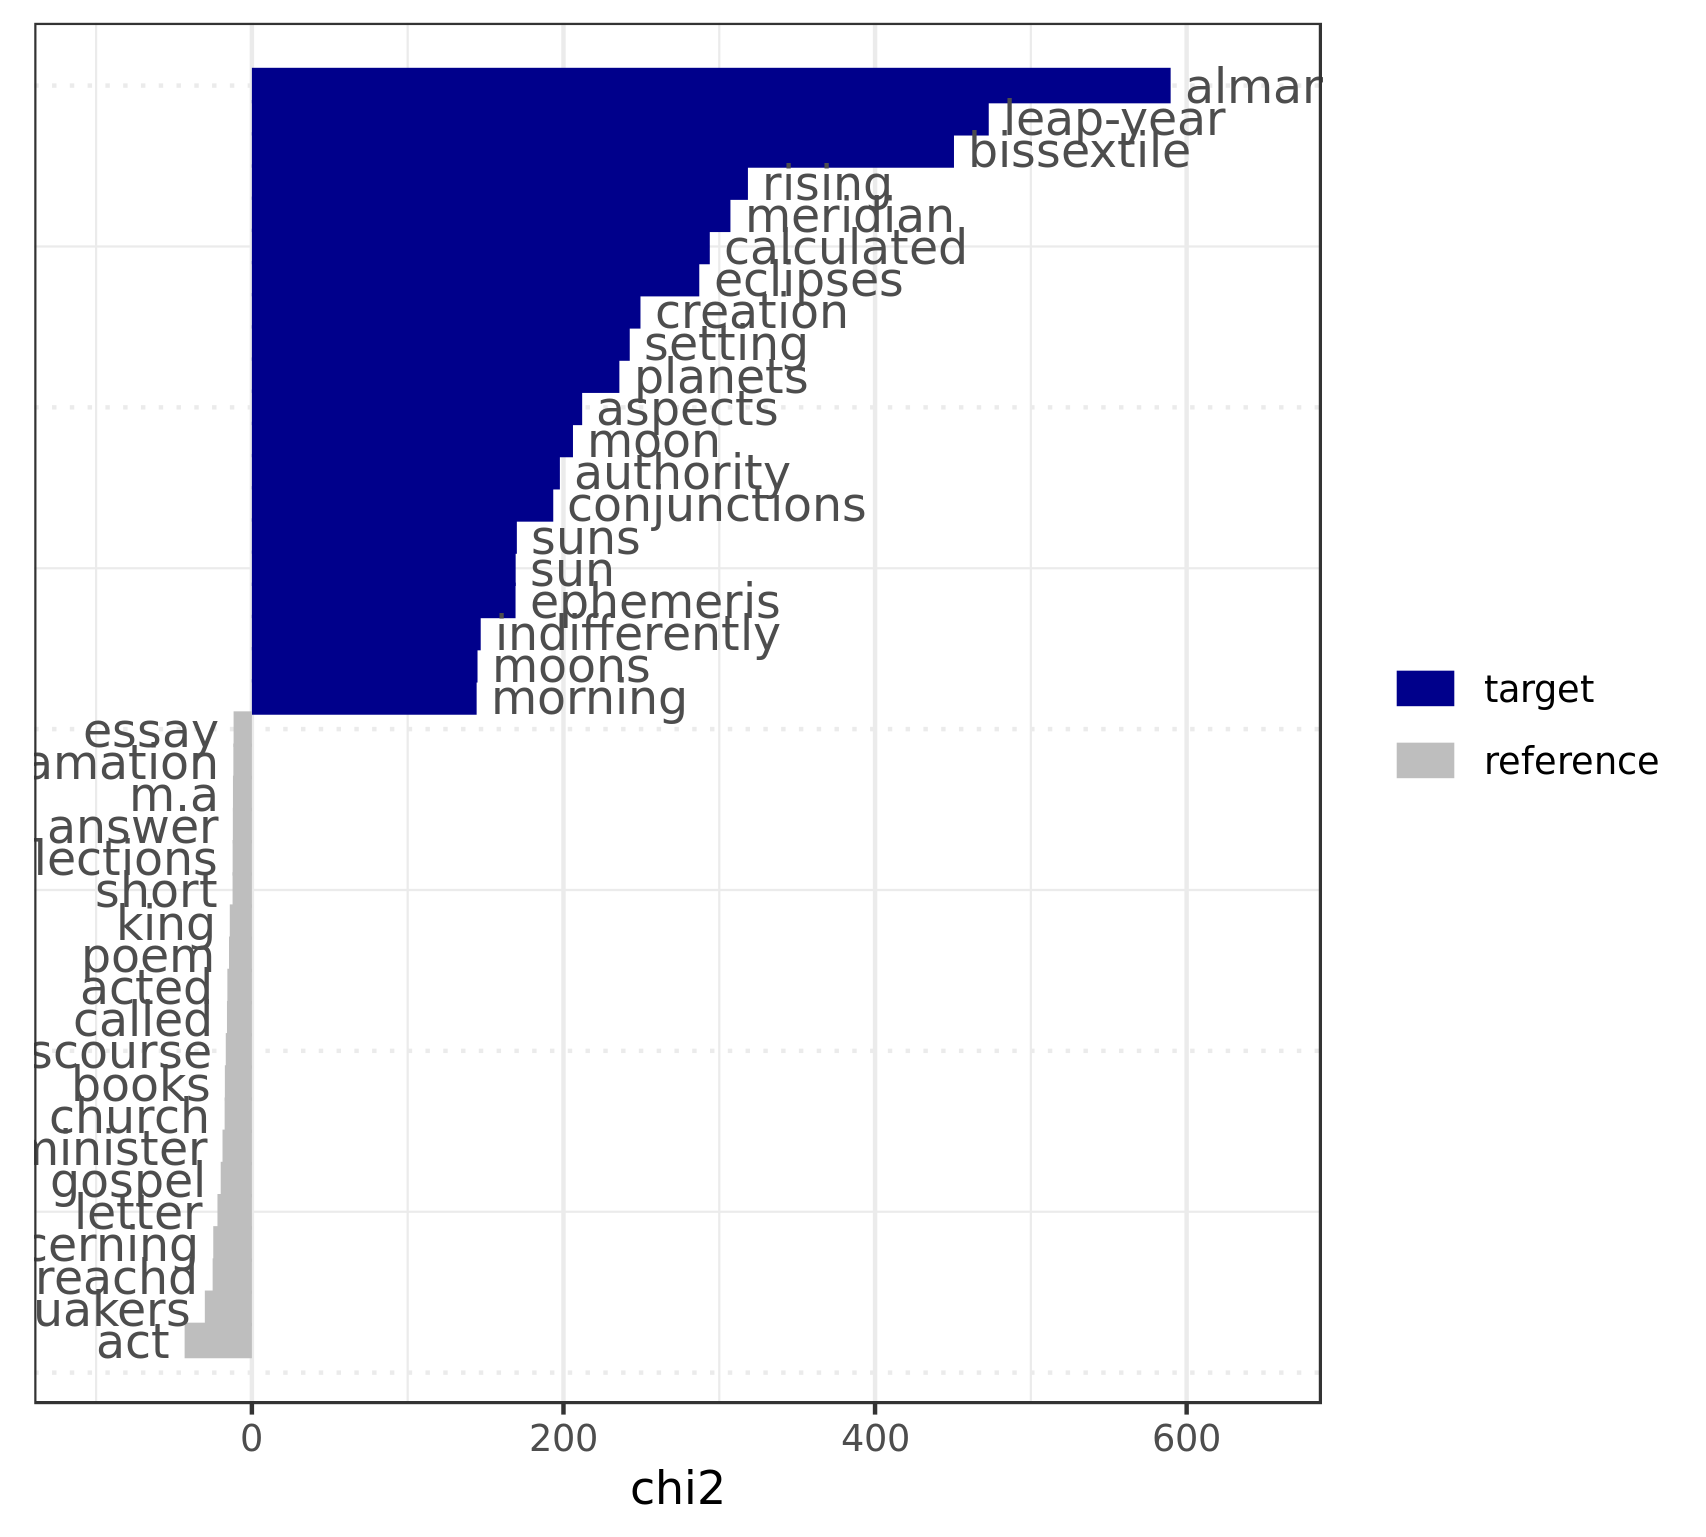 almar
leap-year
bissextile
rising
meridian
calculated
eclipses
creation
setting
planets
aspects
moon
authority
conjunctions
suns
sun
ephemeris
indifferently
moons
morning
essay
amation
m.a
answer
lections
short
king
poem
acted
called
scourse
books
church
minister
gospel
letter
cerning
reachd
uakers
act
target
reference
0 200 400 600
chi2